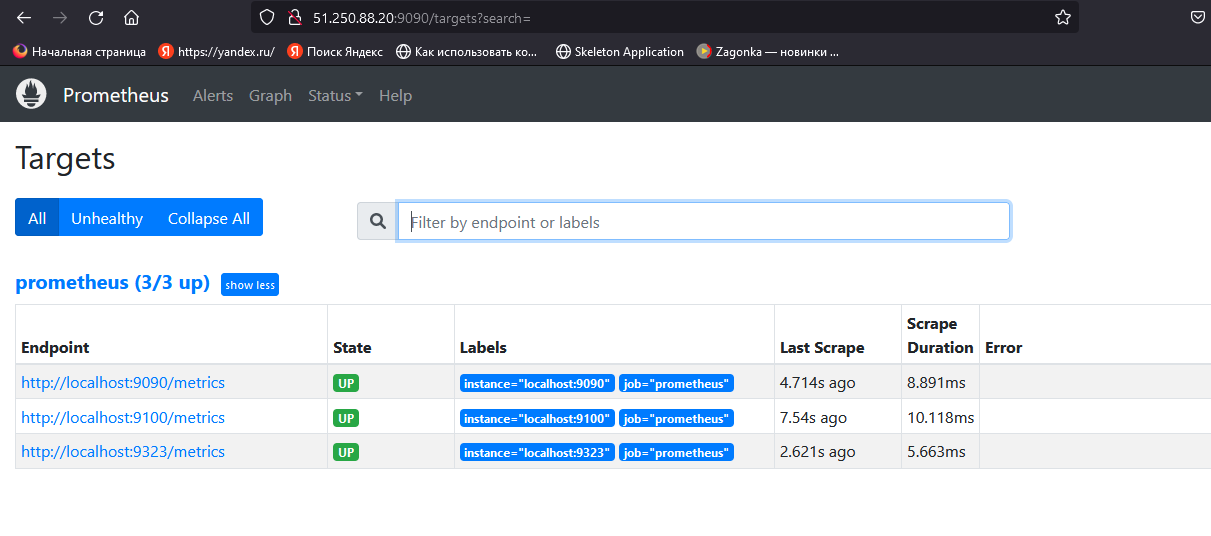 51.250.88.20:9090/targets?search=
Начальная страница https://yandex.ru/ Поиск Яндекс Как использовать ко... Skeleton Application Zagonka — новинки ...
Prometheus Alerts Graph Status Help
Targets
All Unhealthy Collapse All Filter by endpoint or labels
prometheus (3/3 up) show less
Endpoint State Labels Last Scrape Scrape Duration Error
http://localhost:9090/metrics UP instance="localhost:9090" job="prometheus" 4.714s ago 8.891ms
http://localhost:9100/metrics UP instance="localhost:9100" job="prometheus" 7.54s ago 10.118ms
http://localhost:9323/metrics UP instance="localhost:9323" job="prometheus" 2.621s ago 5.663ms